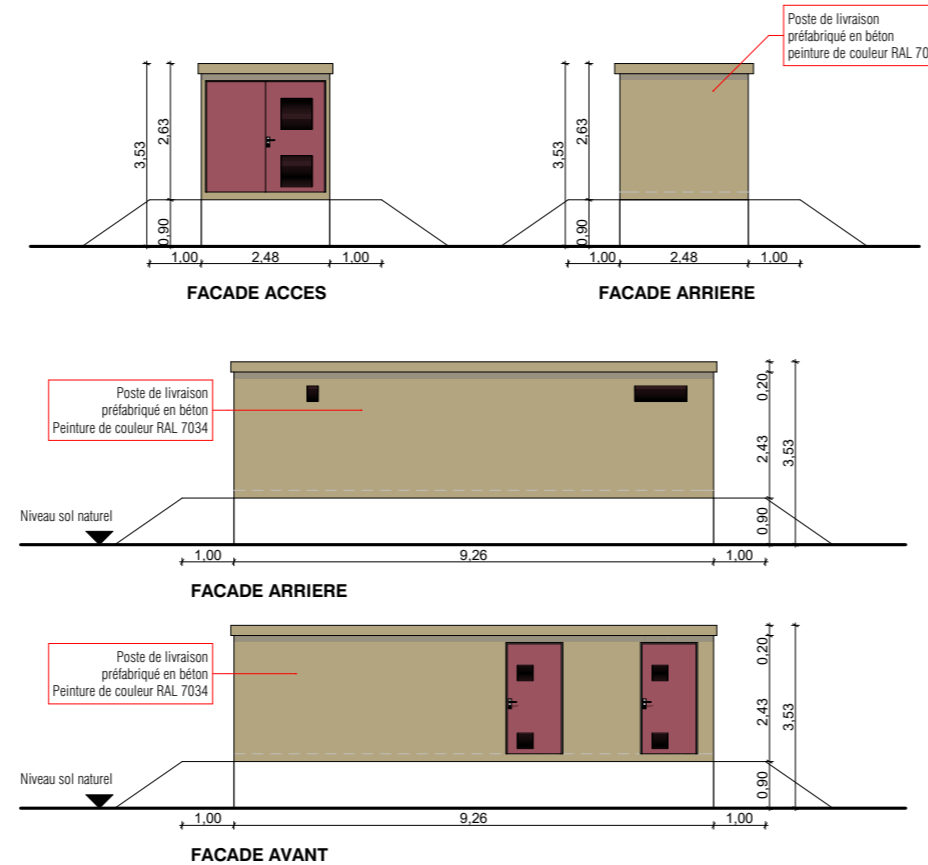 Poste de livraison
préfabriqué en béton
peinture de couleur RAL 70
3,53
2,63
0,90
1,00
2,48
1,00
FACADE ACCES
3,53
2,63
0,90
1,00
2,48
1,00
FACADE ARRIERE
Poste de livraison
préfabriqué en béton
Peinture de couleur RAL 7034
0,20
2,43
3,53
0,90
Niveau sol naturel
1,00
9,26
1,00
FACADE ARRIERE
Poste de livraison
préfabriqué en béton
Peinture de couleur RAL 7034
0,20
2,43
3,53
0,90
Niveau sol naturel
1,00
9,26
1,00
FACADE AVANT